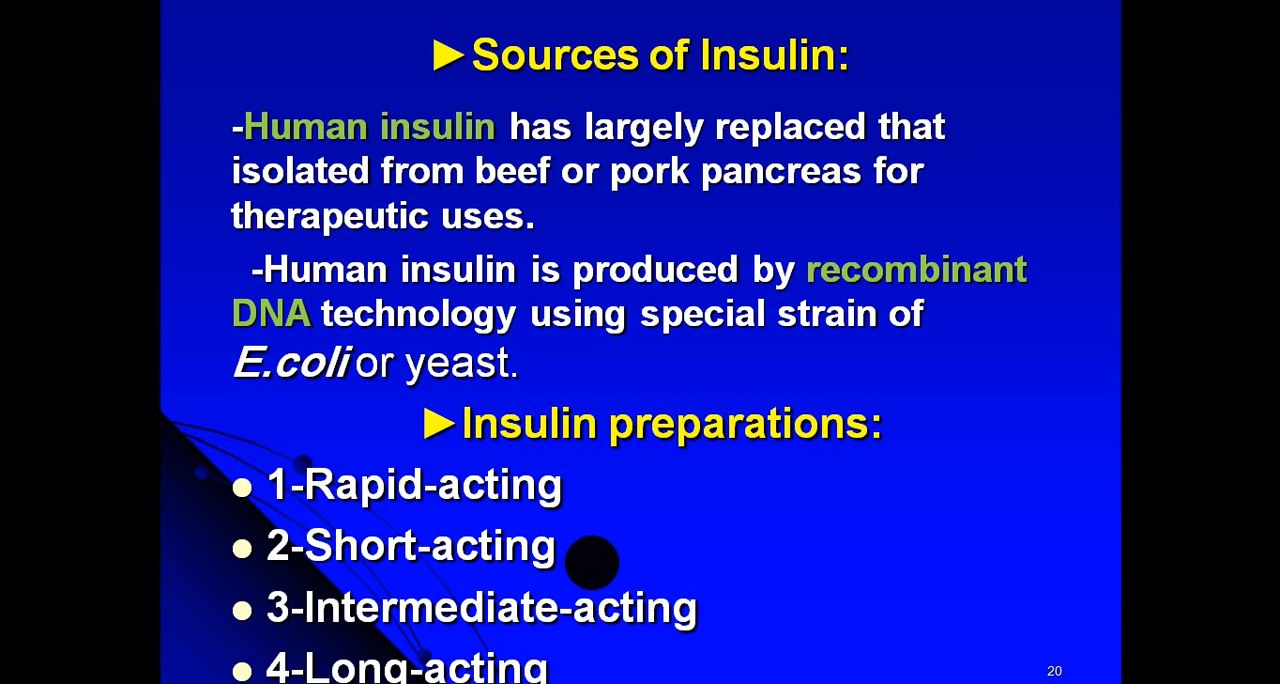 ►Sources of Insulin:
-Human insulin has largely replaced that
isolated from beef or pork pancreas for
therapeutic uses.
-Human insulin is produced by recombinant
DNA technology using special strain of
E.coli or yeast.
►Insulin preparations:
● 1-Rapid-acting
● 2-Short-acting
● 3-Intermediate-acting
● 4-Long-acting
20